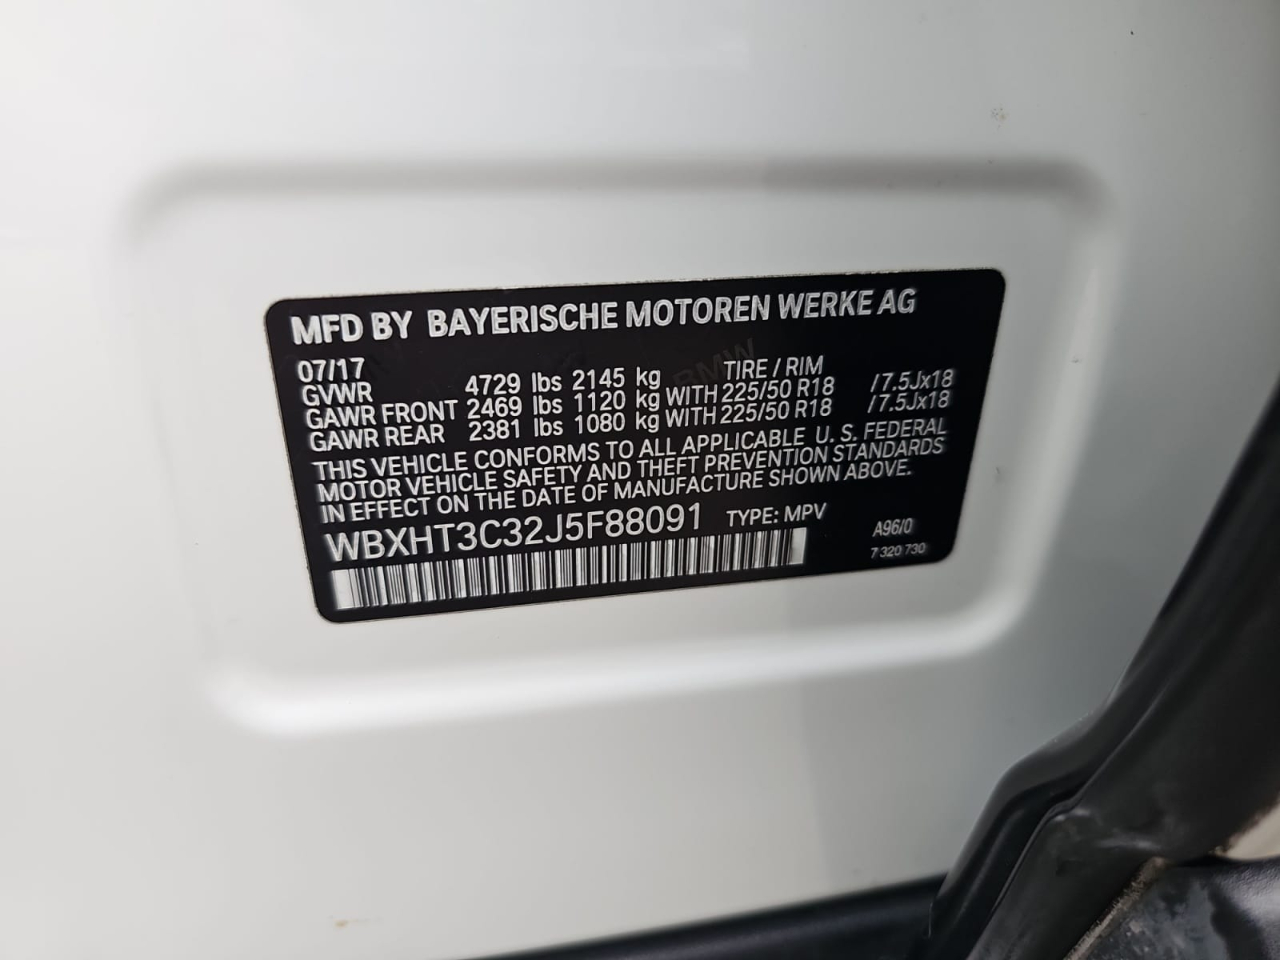 MFD BY BAYERISCHE MOTOREN WERKE AG
07/17 TIRE / RIM
GVWR 4729 lbs 2145 kg
GAWR FRONT 2469 lbs 1120 kg WITH 225/50 R18 /7.5Jx18
GAWR REAR 2381 lbs 1080 kg WITH 225/50 R18 /7.5Jx18
THIS VEHICLE CONFORMS TO ALL APPLICABLE U. S. FEDERAL
MOTOR VEHICLE SAFETY AND THEFT PREVENTION STANDARDS
IN EFFECT ON THE DATE OF MANUFACTURE SHOWN ABOVE.
WBXHT3C32J5F88091 TYPE: MPV A96/0
7 320 730
BMW